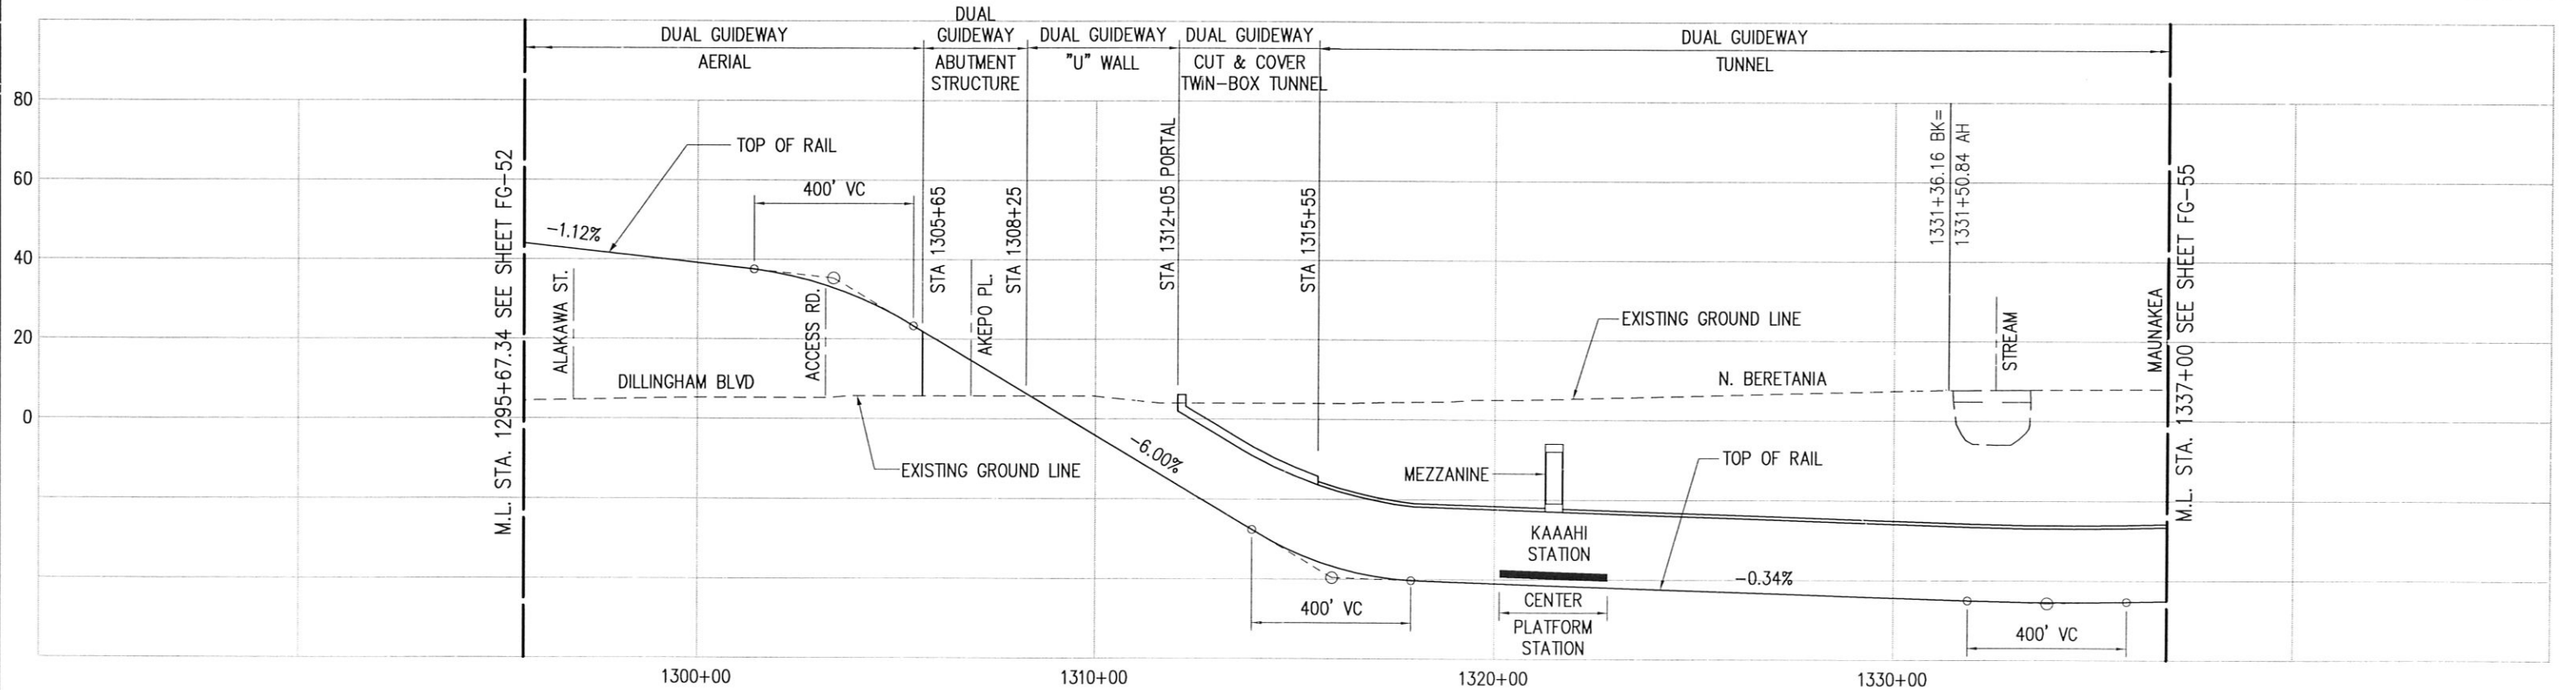 DUAL GUIDEWAY
AERIAL
DUAL
GUIDEWAY
ABUTMENT
STRUCTURE
DUAL GUIDEWAY
"U" WALL
DUAL GUIDEWAY
CUT & COVER
TWIN-BOX TUNNEL
DUAL GUIDEWAY
TUNNEL
80
60
40
20
0
M.L. STA. 1295+67.34 SEE SHEET FG-52
-1.12%
TOP OF RAIL
400' VC
ALAKAWA ST.
ACCESS RD.
DILLINGHAM BLVD
EXISTING GROUND LINE
STA 1305+65
AKEPO PL.
STA 1308+25
-6.00%
STA 1312+05 PORTAL
STA 1315+55
400' VC
EXISTING GROUND LINE
N. BERETANIA
MEZZANINE
KAAAHI
STATION
CENTER
PLATFORM
STATION
TOP OF RAIL
-0.34%
1331+36.16 BK=
1331+50.84 AH
STREAM
400' VC
MAUNAKEA
M.L. STA. 1337+00 SEE SHEET FG-55
1300+00
1310+00
1320+00
1330+00